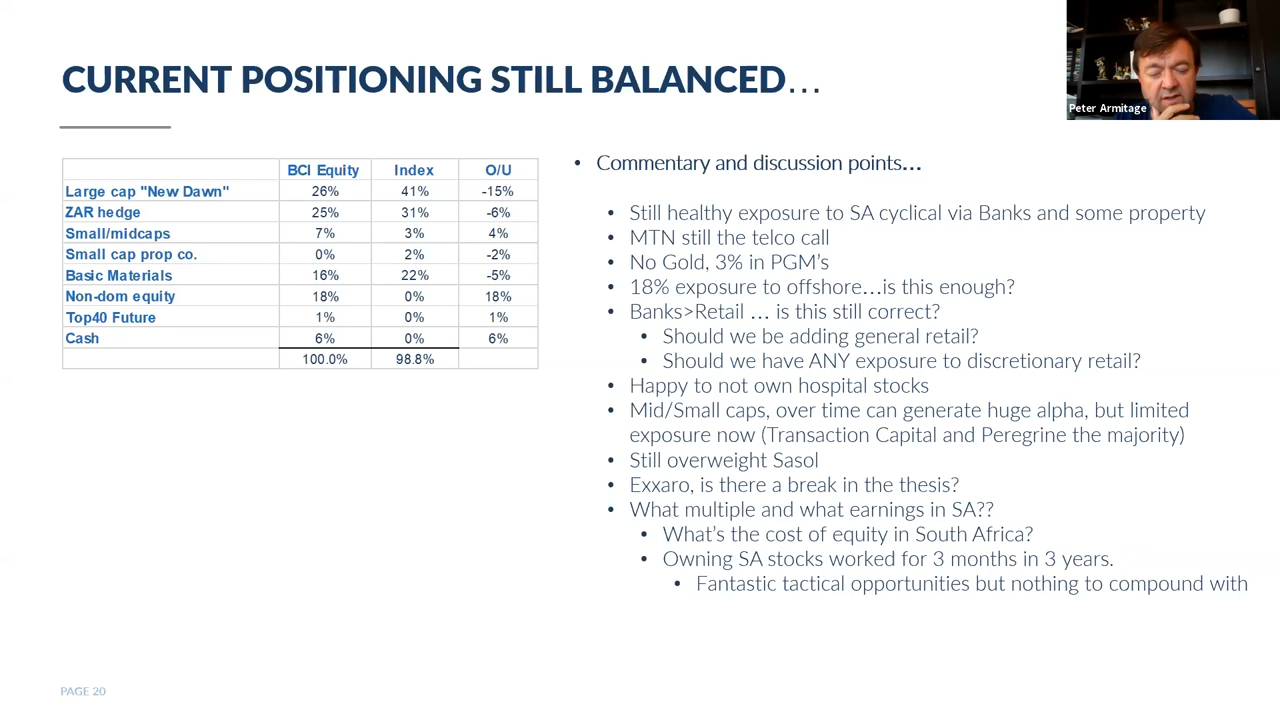 CURRENT POSITIONING STILL BALANCED…
Peter Armitage
BCI Equity Index O/U
Large cap "New Dawn" 26% 41% -15%
ZAR hedge 25% 31% -6%
Small/midcaps 7% 3% 4%
Small cap prop co. 0% 2% -2%
Basic Materials 16% 22% -5%
Non-dom equity 18% 0% 18%
Top40 Future 1% 0% 1%
Cash 6% 0% 6%
100.0% 98.8%
• Commentary and discussion points…
• Still healthy exposure to SA cyclical via Banks and some property
• MTN still the telco call
• No Gold, 3% in PGM's
• 18% exposure to offshore…is this enough?
• Banks>Retail … is this still correct?
• Should we be adding general retail?
• Should we have ANY exposure to discretionary retail?
• Happy to not own hospital stocks
• Mid/Small caps, over time can generate huge alpha, but limited
exposure now (Transaction Capital and Peregrine the majority)
• Still overweight Sasol
• Exxaro, is there a break in the thesis?
• What multiple and what earnings in SA??
• What's the cost of equity in South Africa?
• Owning SA stocks worked for 3 months in 3 years.
• Fantastic tactical opportunities but nothing to compound with
PAGE 20